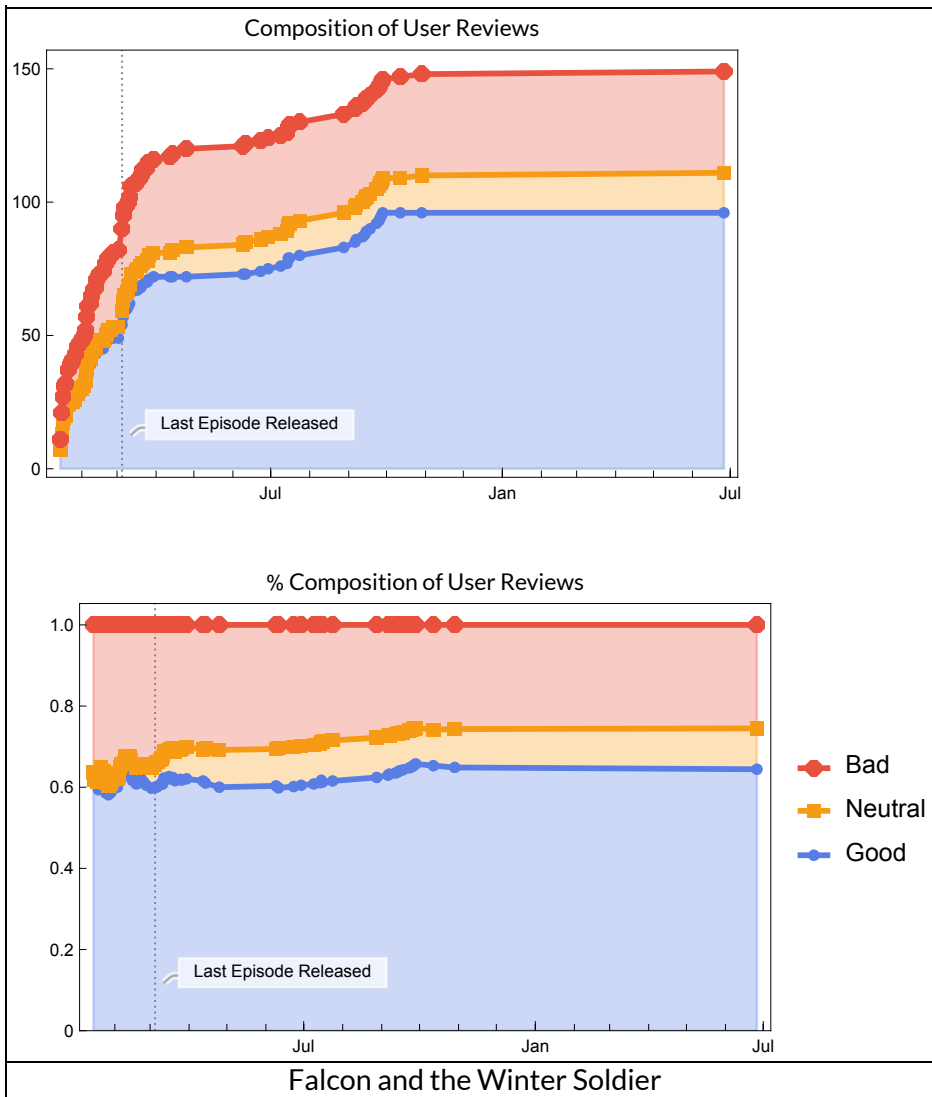 Composition of User Reviews
150
100
50
0
Last Episode Released
Jul
Jan
Jul
% Composition of User Reviews
1.0
0.8
0.6
0.4
0.2
0
Last Episode Released
Jul
Jan
Jul
Bad
Neutral
Good
Falcon and the Winter Soldier